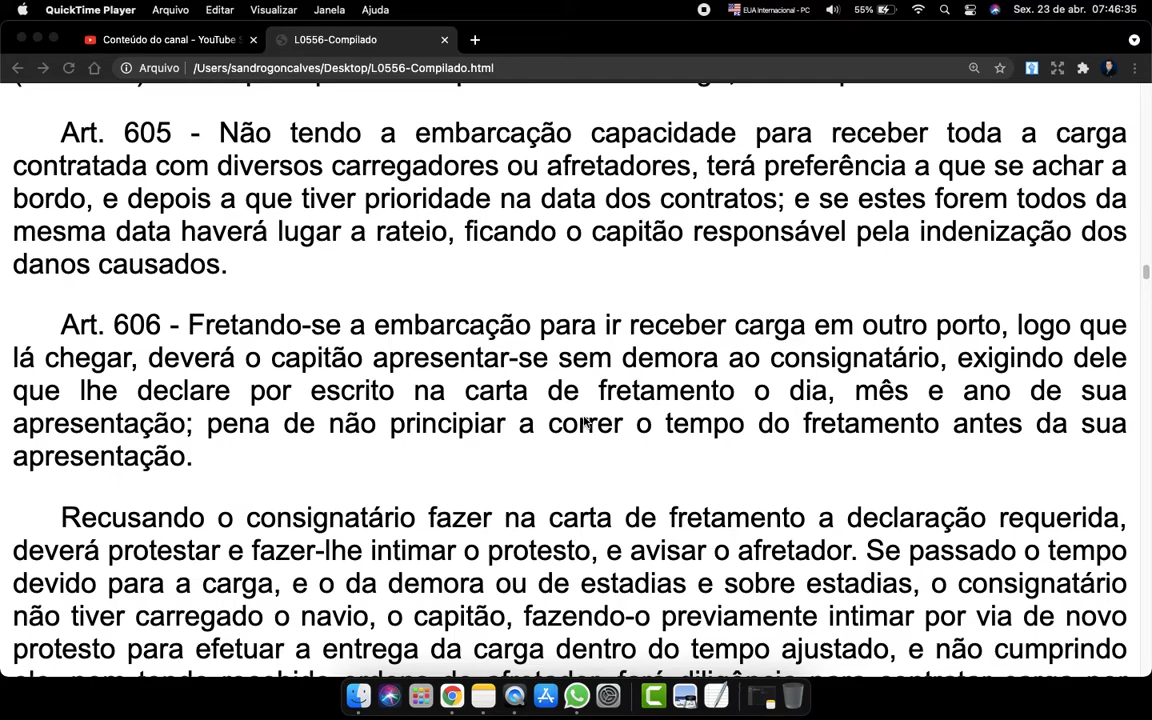 QuickTime Player Arquivo Editar Visualizar Janela Ajuda EUA Internacional - PC 55% Sex. 23 de abr. 07:46:35
Conteúdo do canal - YouTube L0556-Compilado
Arquivo /Users/sandrogoncalves/Desktop/L0556-Compilado.html
Art. 605 - Não tendo a embarcação capacidade para receber toda a carga
contratada com diversos carregadores ou afretadores, terá preferência a que se achar a
bordo, e depois a que tiver prioridade na data dos contratos; e se estes forem todos da
mesma data haverá lugar a rateio, ficando o capitão responsável pela indenização dos
danos causados.
Art. 606 - Fretando-se a embarcação para ir receber carga em outro porto, logo que
lá chegar, deverá o capitão apresentar-se sem demora ao consignatário, exigindo dele
que lhe declare por escrito na carta de fretamento o dia, mês e ano de sua
apresentação; pena de não principiar a correr o tempo do fretamento antes da sua
apresentação.
Recusando o consignatário fazer na carta de fretamento a declaração requerida,
deverá protestar e fazer-lhe intimar o protesto, e avisar o afretador. Se passado o tempo
devido para a carga, e o da demora ou de estadias e sobre estadias, o consignatário
não tiver carregado o navio, o capitão, fazendo-o previamente intimar por via de novo
protesto para efetuar a entrega da carga dentro do tempo ajustado, e não cumprindo